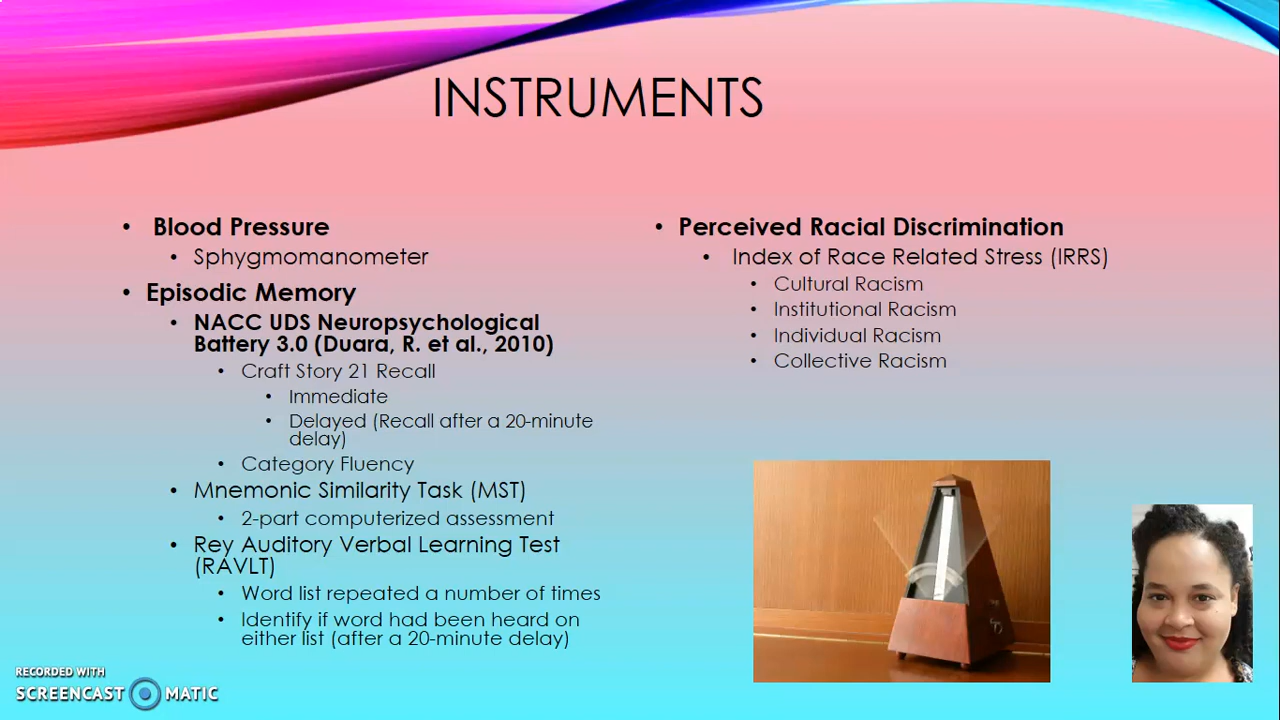 INSTRUMENTS
• Blood Pressure
• Sphygmomanometer
• Episodic Memory
• NACC UDS Neuropsychological
Battery 3.0 (Duara, R. et al., 2010)
• Craft Story 21 Recall
• Immediate
• Delayed (Recall after a 20-minute
delay)
• Category Fluency
• Mnemonic Similarity Task (MST)
• 2-part computerized assessment
• Rey Auditory Verbal Learning Test
(RAVLT)
• Word list repeated a number of times
• Identify if word had been heard on
either list (after a 20-minute delay)
• Perceived Racial Discrimination
• Index of Race Related Stress (IRRS)
• Cultural Racism
• Institutional Racism
• Individual Racism
• Collective Racism
RECORDED WITH
SCREENCAST MATIC